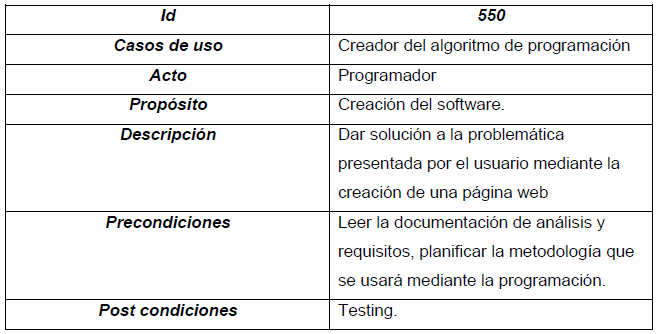 Id 550
Casos de uso Creador del algoritmo de programación
Acto Programador
Propósito Creación del software.
Descripción Dar solución a la problemática
presentada por el usuario mediante la
creación de una página web
Precondiciones Leer la documentación de análisis y
requisitos, planificar la metodología que
se usará mediante la programación.
Post condiciones Testing.